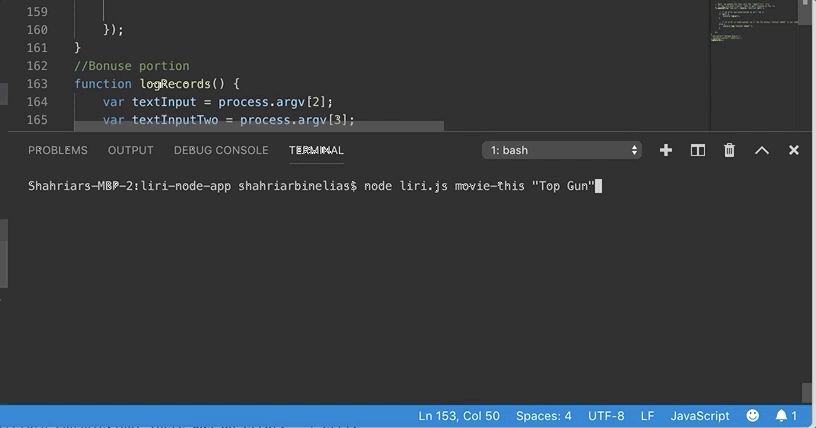 159
160 });
161 }
162 //Bonuse portion
163 function logRecords() {
164 var textInput = process.argv[2];
165 var textInputTwo = process.argv[3];
PROBLEMS OUTPUT DEBUG CONSOLE TERMINAL 1: bash
Shahriars-MBP-2:liri-node-app shahriarbinelias$ node liri.js movie-this "Top Gun"
Ln 153, Col 50 Spaces: 4 UTF-8 LF JavaScript 1